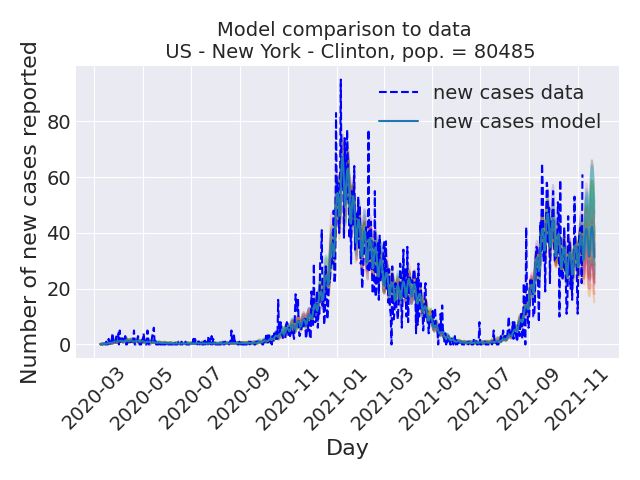 Model comparison to data
US - New York - Clinton, pop. = 80485
Number of new cases reported
80
60
40
20
0
new cases data
new cases model
2020-03
2020-05
2020-07
2020-09
2020-11
2021-01
2021-03
2021-05
2021-07
2021-09
2021-11
Day